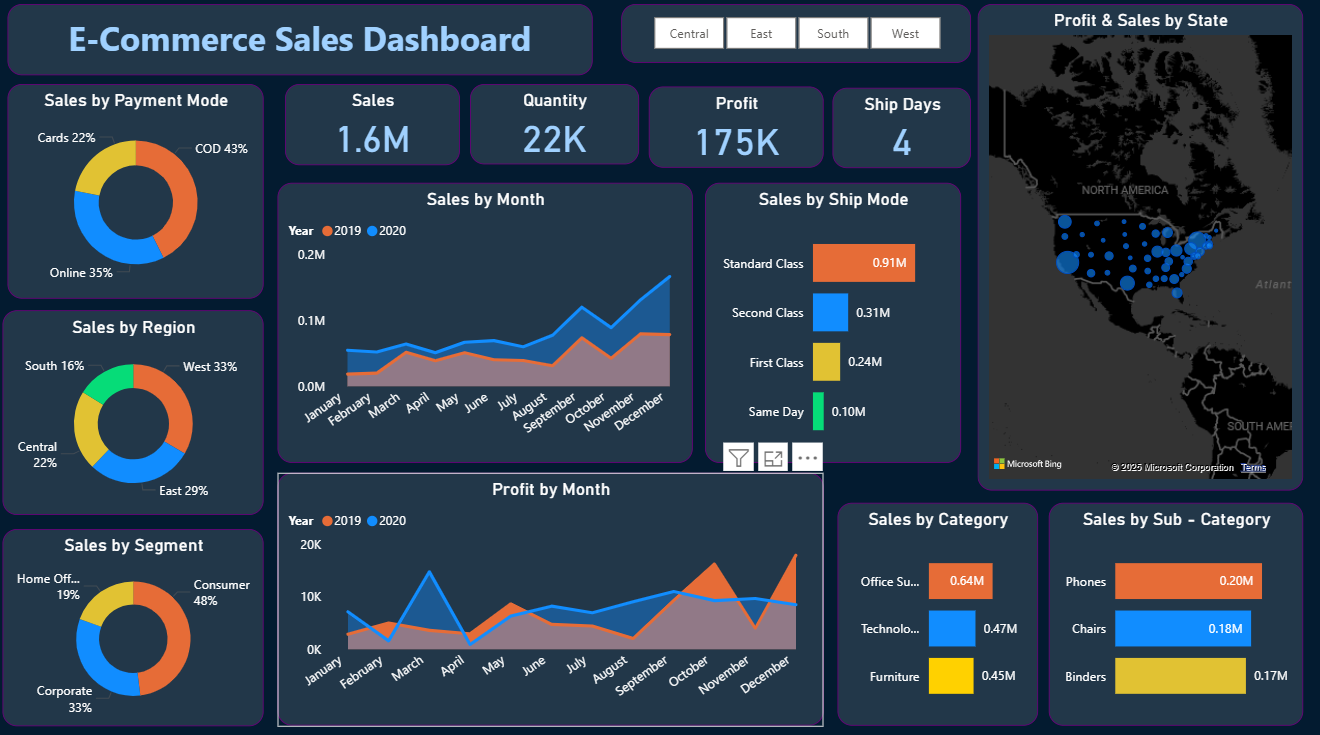 E-Commerce Sales Dashboard
Central
East
South
West
Profit & Sales by State
Sales by Payment Mode
Cards 22%
COD 43%
Online 35%
Sales
1.6M
Quantity
22K
Profit
175K
Ship Days
4
NORTH AMERICA
Atlant
SOUTH AMER
Microsoft Bing
© 2025 Microsoft Corporation Terms
Sales by Month
Year 2019 2020
0.2M
0.1M
0.0M
January
February
March
April
May
June
July
August
September
October
November
December
Sales by Ship Mode
Standard Class 0.91M
Second Class 0.31M
First Class 0.24M
Same Day 0.10M
Sales by Region
South 16%
West 33%
Central
22%
East 29%
Profit by Month
Year 2019 2020
20K
10K
0K
January
February
March
April
May
June
July
August
September
October
November
December
Sales by Segment
Home Off...
19%
Consumer
48%
Corporate
33%
Sales by Category
Office Su... 0.64M
Technolo... 0.47M
Furniture 0.45M
Sales by Sub - Category
Phones 0.20M
Chairs 0.18M
Binders 0.17M